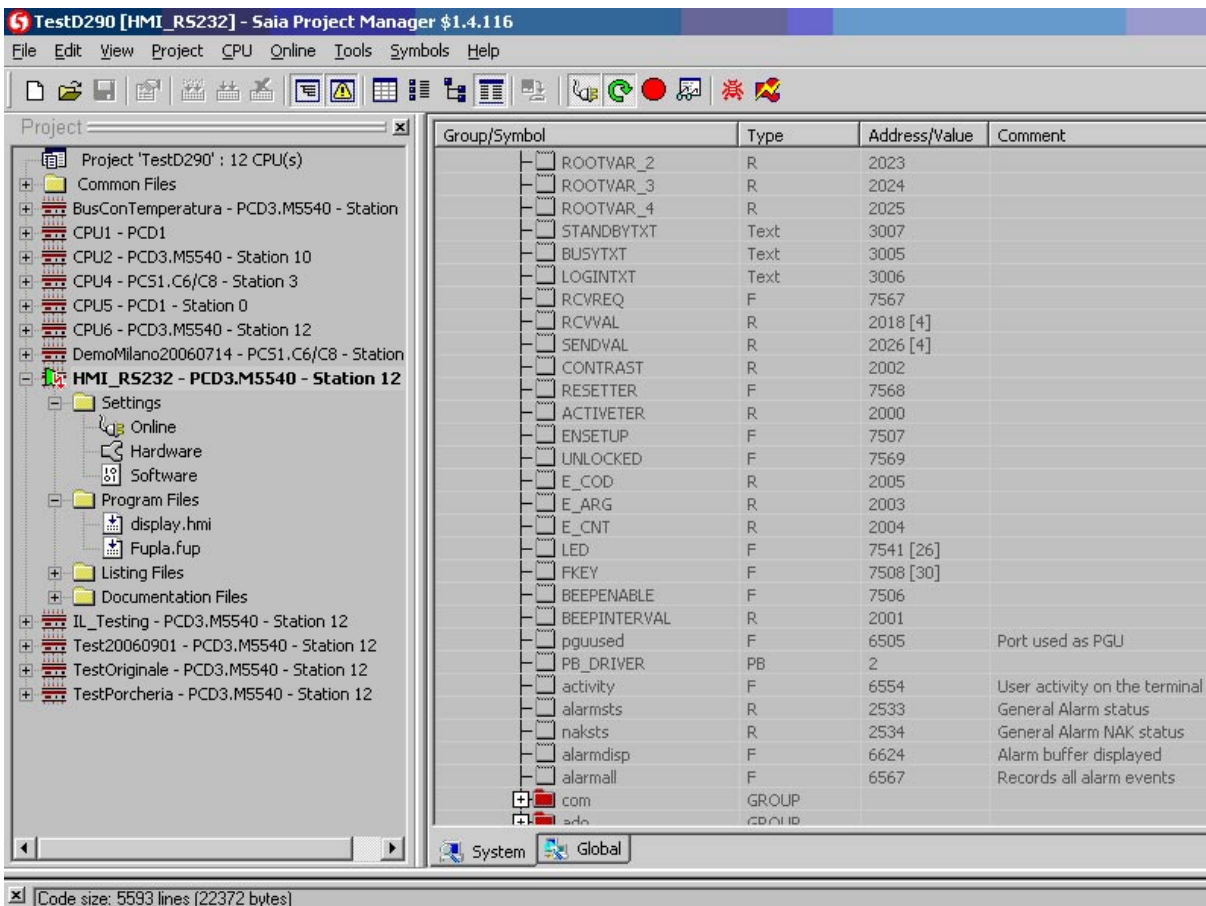 TestD290 [HMI_RS232] - Saia Project Manager $1.4.116
File Edit View Project CPU Online Tools Symbols Help
Project
Project 'TestD290' : 12 CPU(s)
Common Files
BusConTemperatura - PCD3.M5540 - Station
CPU1 - PCD1
CPU2 - PCD3.M5540 - Station 10
CPU4 - PCS1.C6/C8 - Station 3
CPU5 - PCD1 - Station 0
CPU6 - PCD3.M5540 - Station 12
DemoMilano20060714 - PCS1.C6/C8 - Station
HMI_RS232 - PCD3.M5540 - Station 12
Settings
Online
Hardware
Software
Program Files
display.hmi
Fupla.fup
Listing Files
Documentation Files
IL_Testing - PCD3.M5540 - Station 12
Test20060901 - PCD3.M5540 - Station 12
TestOriginale - PCD3.M5540 - Station 12
TestPorcheria - PCD3.M5540 - Station 12
Group/Symbol Type Address/Value Comment
ROOTVAR_2 R 2023
ROOTVAR_3 R 2024
ROOTVAR_4 R 2025
STANDBYTXT Text 3007
BUSYTXT Text 3005
LOGINTXT Text 3006
RCVREQ F 7567
RCVVAL R 2018 [4]
SENDVAL R 2026 [4]
CONTRAST R 2002
RESETTER F 7568
ACTIVETER R 2000
ENSETUP F 7507
UNLOCKED F 7569
E_COD R 2005
E_ARG R 2003
E_CNT R 2004
LED F 7541 [26]
FKEY F 7508 [30]
BEEPENABLE F 7506
BEEPINTERVAL R 2001
pguused F 6505 Port used as PGU
PB_DRIVER PB 2
activity F 6554 User activity on the terminal
alarmsts R 2533 General Alarm status
naksts R 2534 General Alarm NAK status
alarmdisp F 6624 Alarm buffer displayed
alarmall F 6567 Records all alarm events
com GROUP
ado GROUP
System Global
Code size: 5593 lines (22372 bytes)